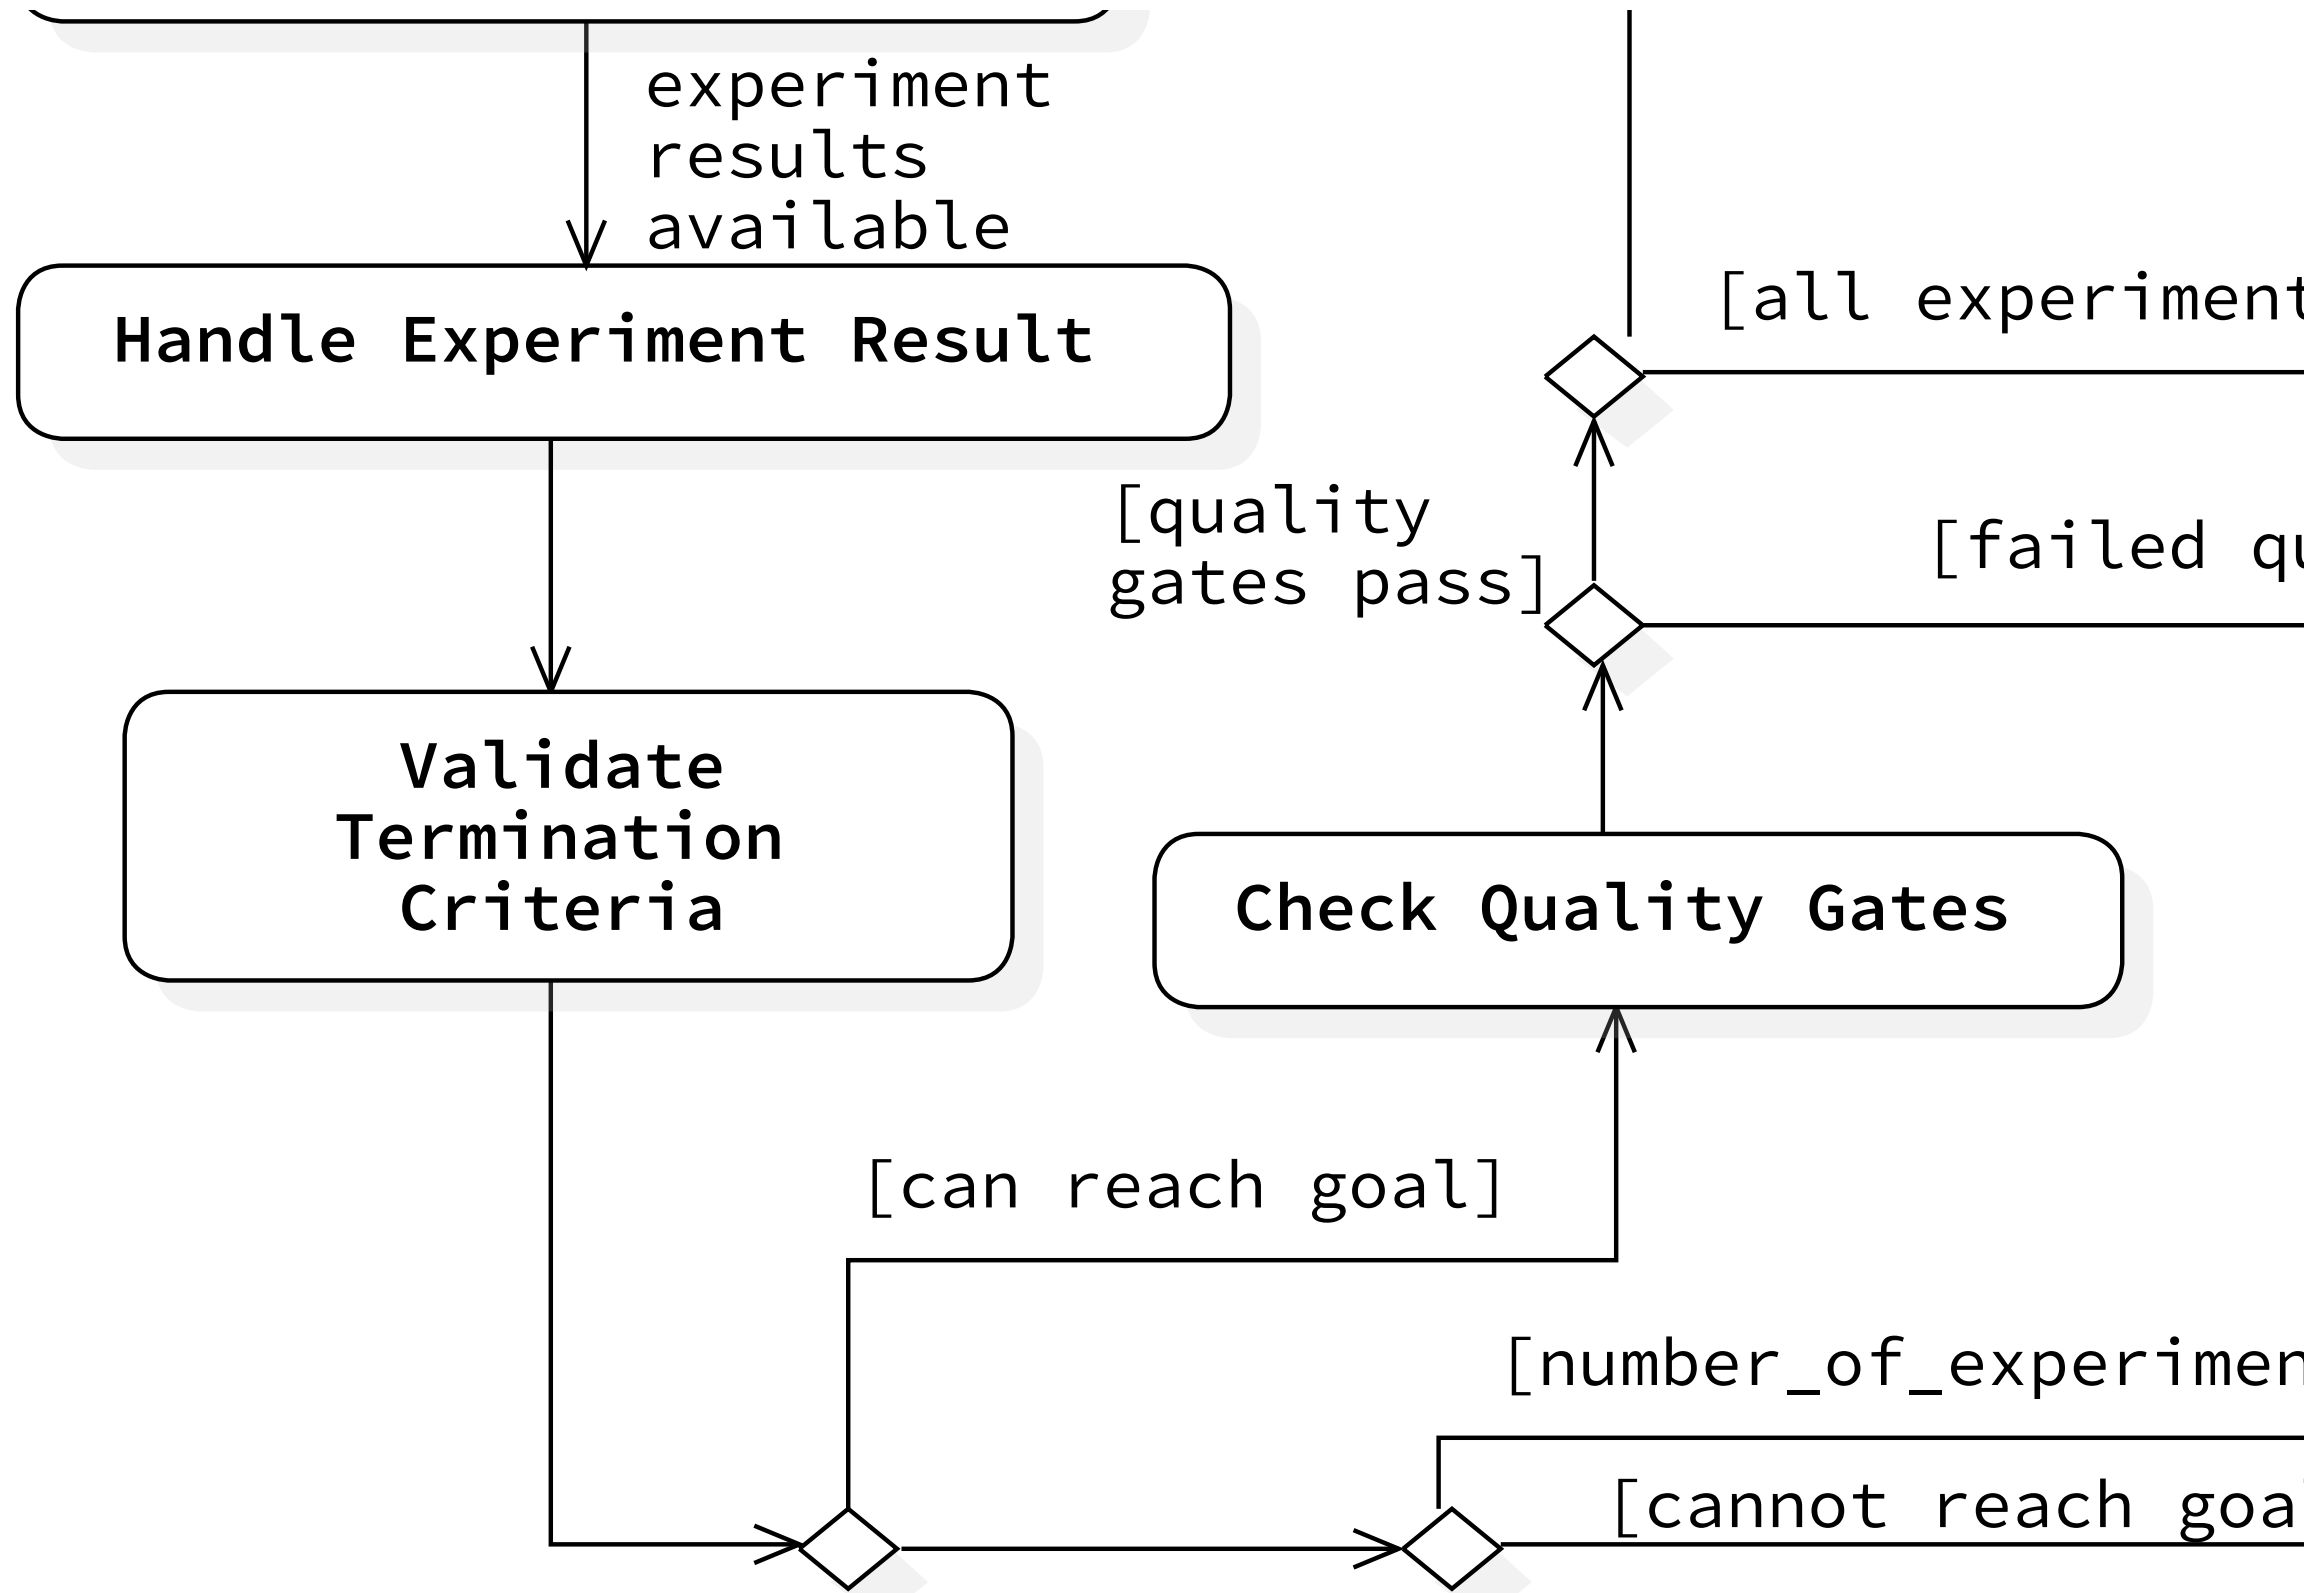 experiment
results
available
Handle Experiment Result
[all experiment
[quality
gates pass]
[failed
Validate
Termination
Criteria
Check Quality Gates
[can reach goal]
[number_of_experimen
[cannot reach goa